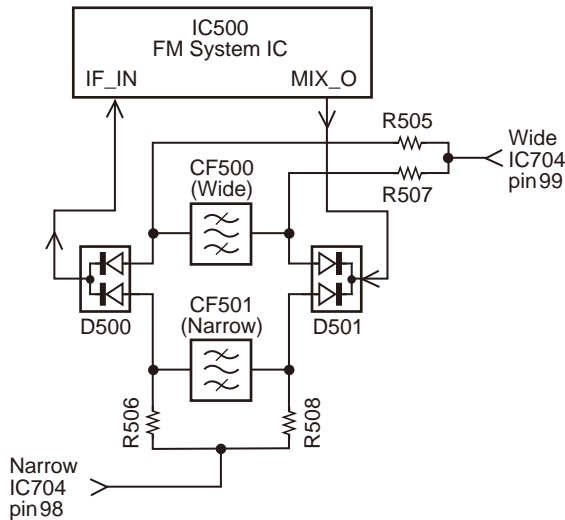 IC500
FM System IC
IF_IN
MIX_O
R505
Wide
IC704
pin99
R507
CF500
(Wide)
D500
CF501
(Narrow)
D501
R506
R508
Narrow
IC704
pin98